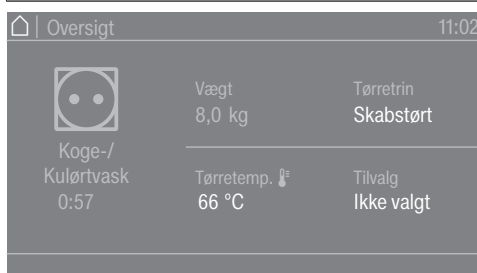 Oversigt 11:02
Vægt
8,0 kg
Tørretrin
Skabstørt
Koge-/
Kulørtvask
0:57
Tørretemp.
66 °C
Tilvalg
Ikke valgt